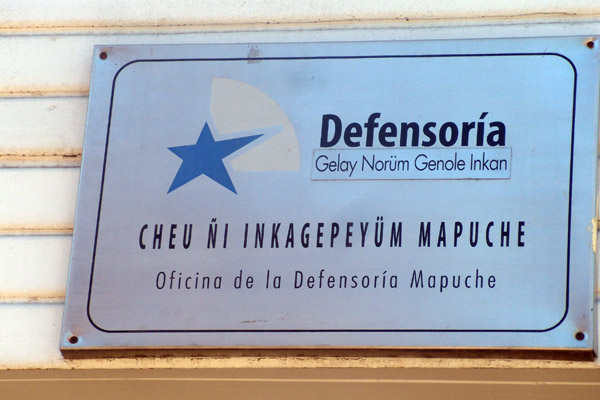 Defensoría
Gelay Norüm Genole Inkan
CHEU ÑI INKAGEPEYÜM MAPUCHE
Oficina de la Defensoría Mapuche